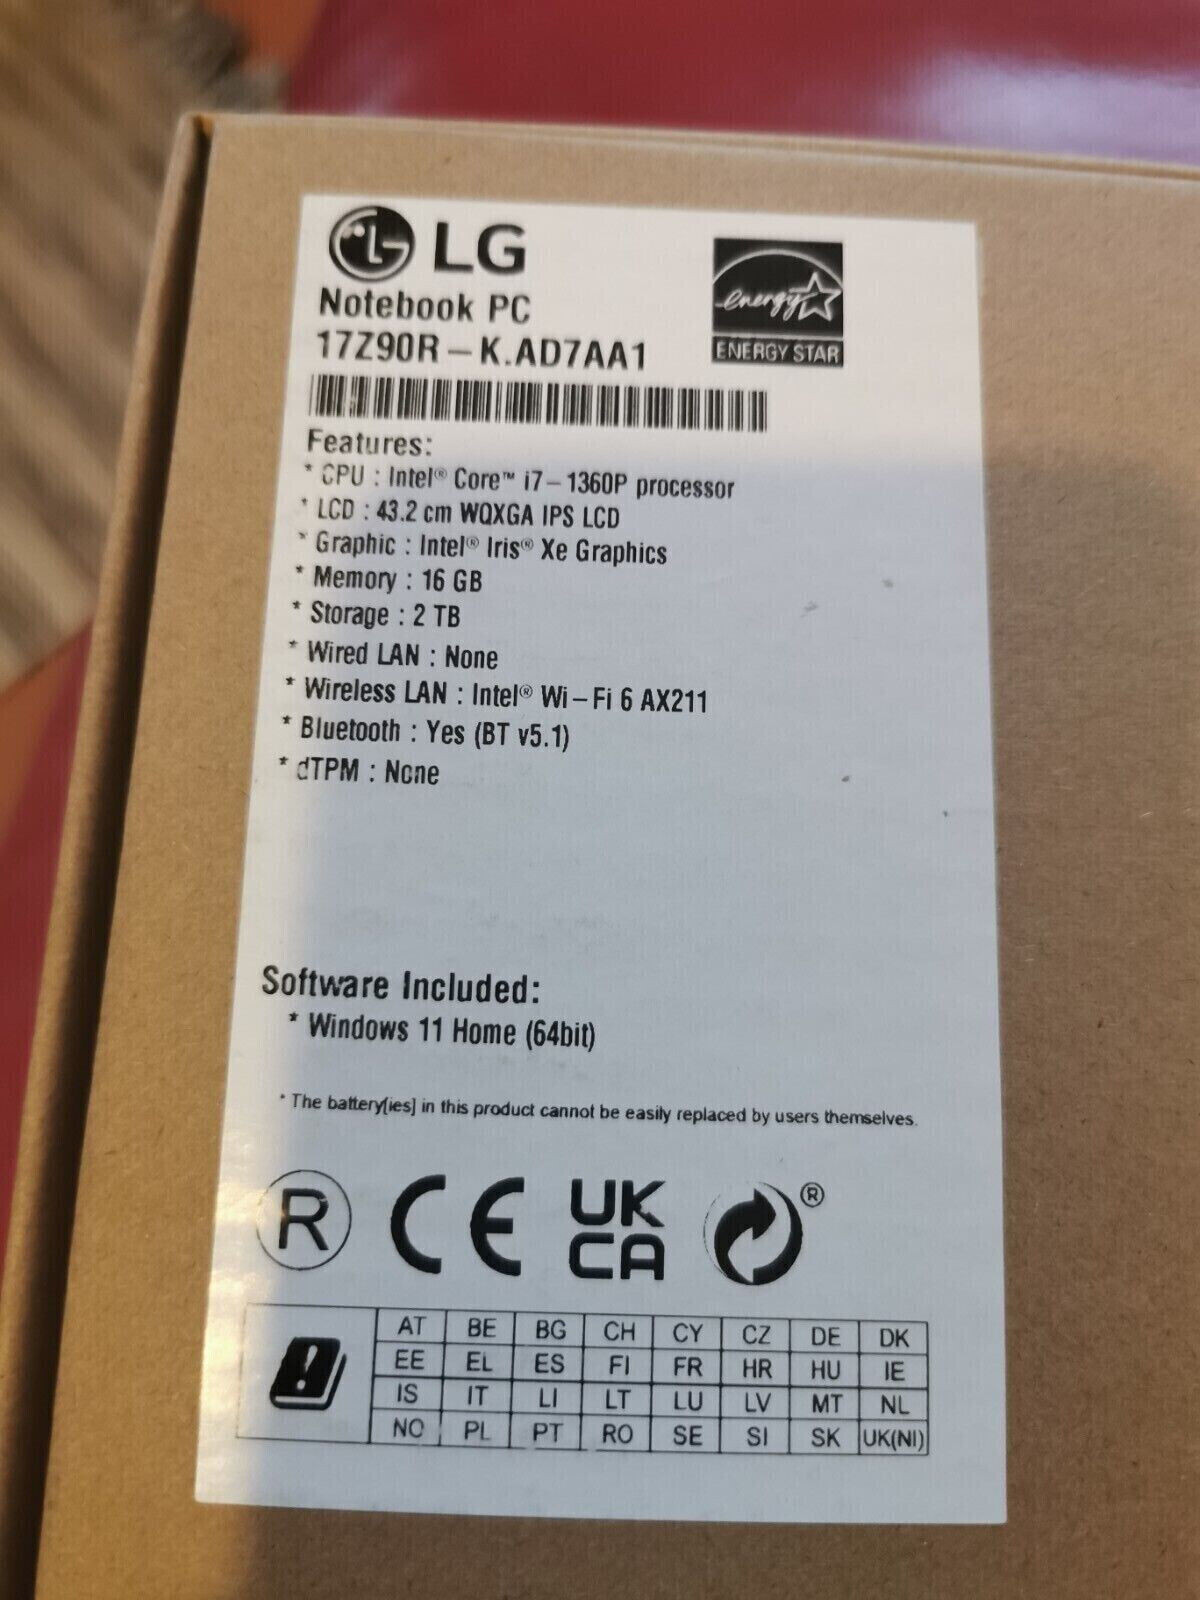 LG
energy
ENERGY STAR
Notebook PC
17Z90R-K.AD7AA1
Features:
* CPU : Intel® Core™ i7-1360P processor
* LCD : 43.2 cm WQXGA IPS LCD
* Graphic : Intel® Iris® Xe Graphics
* Memory : 16 GB
* Storage : 2 TB
* Wired LAN : None
* Wireless LAN : Intel® Wi-Fi 6 AX211
* Bluetooth : Yes (BT v5.1)
* dTPM : None
Software Included:
* Windows 11 Home (64bit)
* The battery[ies] in this product cannot be easily replaced by users themselves.
R CE UK CA ®
AT BE BG CH CY CZ DE DK
EE EL ES FI FR HR HU IE
IS IT LI LT LU LV MT NL
NO PL PT RO SE SI SK UK(NI)